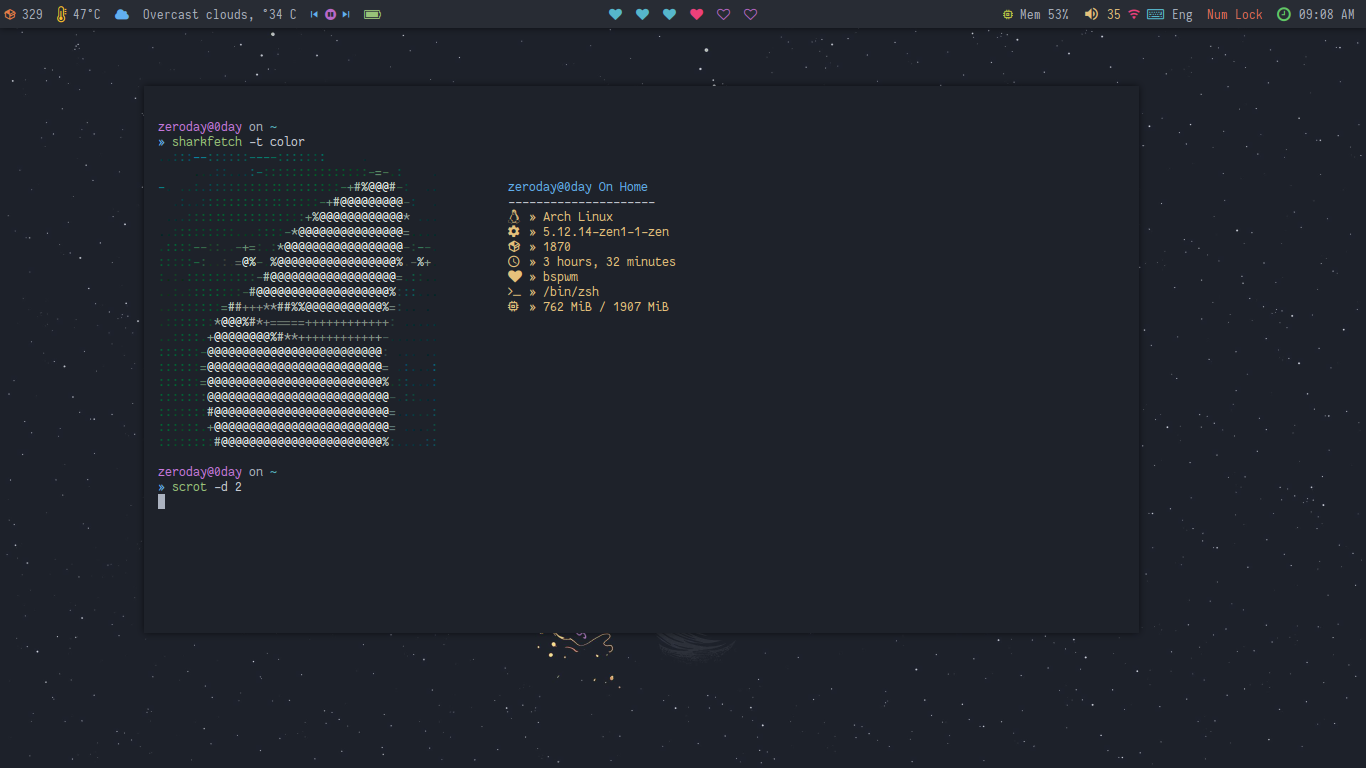 329 47°C Overcast clouds, °34 C Mem 53% 35 Eng Num Lock 09:08 AM
zeroday@0day on ~
» sharkfetch -t color
zeroday@0day On Home
---------------------
» Arch Linux
» 5.12.14-zen1-1-zen
» 1870
» 3 hours, 32 minutes
» bspwm
» /bin/zsh
» 762 MiB / 1907 MiB
zeroday@0day on ~
» scrot -d 2